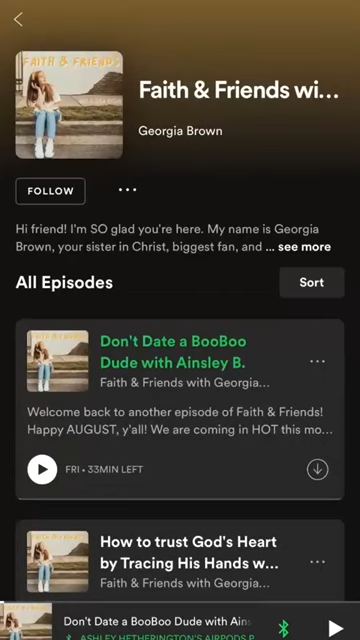 FAITH & FRIENDS
Faith & Friends wi...
Georgia Brown
FOLLOW
Hi friend! I'm SO glad you're here. My name is Georgia
Brown, your sister in Christ, biggest fan, and ... see more
All Episodes
Sort
Don't Date a BooBoo
Dude with Ainsley B.
Faith & Friends with Georgia...
Welcome back to another episode of Faith & Friends!
Happy AUGUST, y'all! We are coming in HOT this mo...
FRI • 33MIN LEFT
How to trust God's Heart
by Tracing His Hands w...
Faith & Friends with Georgia...
Don't Date a BooBoo Dude with Ains
ASHLEY HETHERINGTON'S AIRPODS P